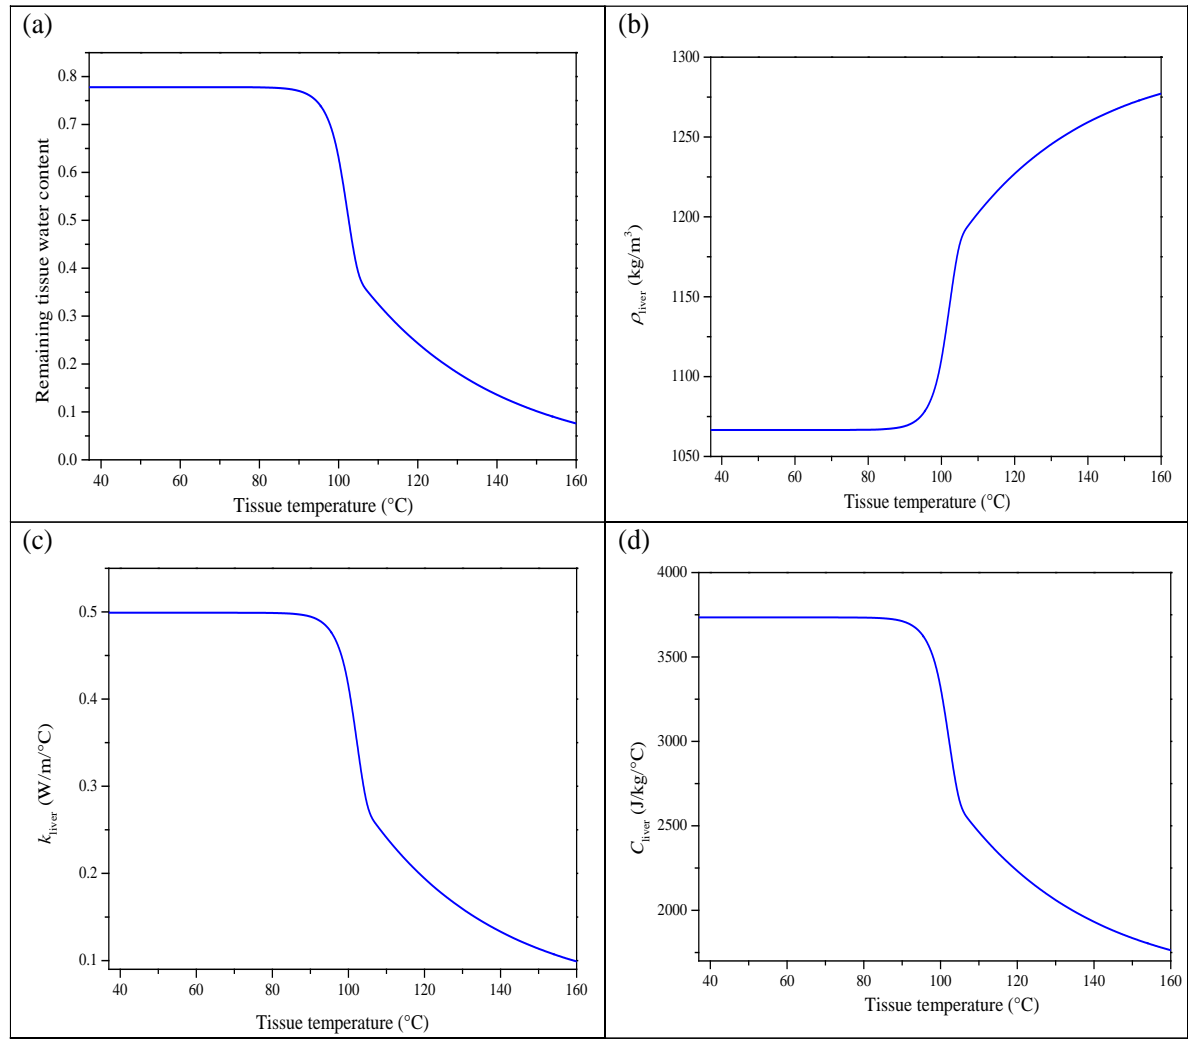 (a)
0.8
0.7
0.6
0.5
0.4
0.3
0.2
0.1
0.0
Remaining tissue water content
40 60 80 100 120 140 160
Tissue temperature (°C)
(b)
1300
1250
1200
1150
1100
1050
ρliver (kg/m³)
40 60 80 100 120 140 160
Tissue temperature (°C)
(c)
0.5
0.4
0.3
0.2
0.1
kliver (W/m/°C)
40 60 80 100 120 140 160
Tissue temperature (°C)
(d)
4000
3500
3000
2500
2000
Cliver (J/kg/°C)
40 60 80 100 120 140 160
Tissue temperature (°C)